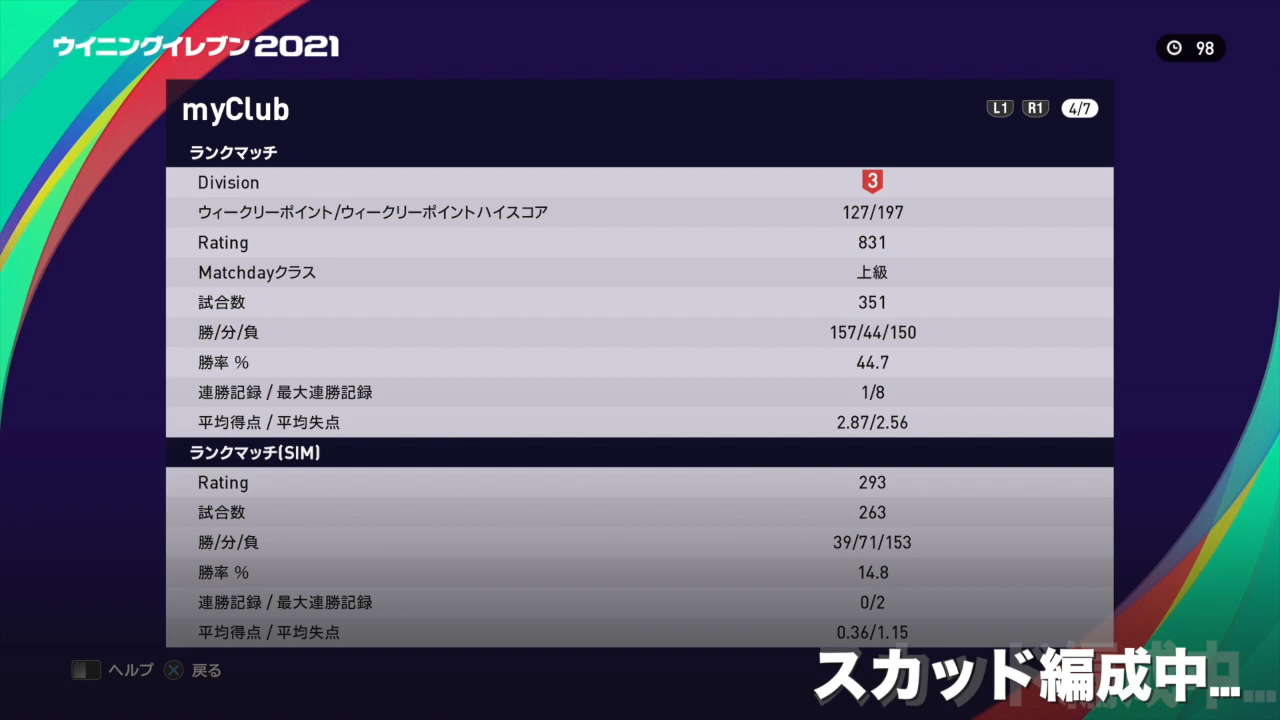 ウイニングイレブン2021
98
myClub
L1 R1 4/7
ランクマッチ
Division 3
ウィークリーポイント/ウィークリーポイントハイスコア 127/197
Rating 831
Matchdayクラス 上級
試合数 351
勝/分/負 157/44/150
勝率 % 44.7
連勝記録 / 最大連勝記録 1/8
平均得点 / 平均失点 2.87/2.56
ランクマッチ(SIM)
Rating 293
試合数 263
勝/分/負 39/71/153
勝率 % 14.8
連勝記録 / 最大連勝記録 0/2
平均得点 / 平均失点 0.36/1.15
ヘルプ 戻る
スカッド編成中...